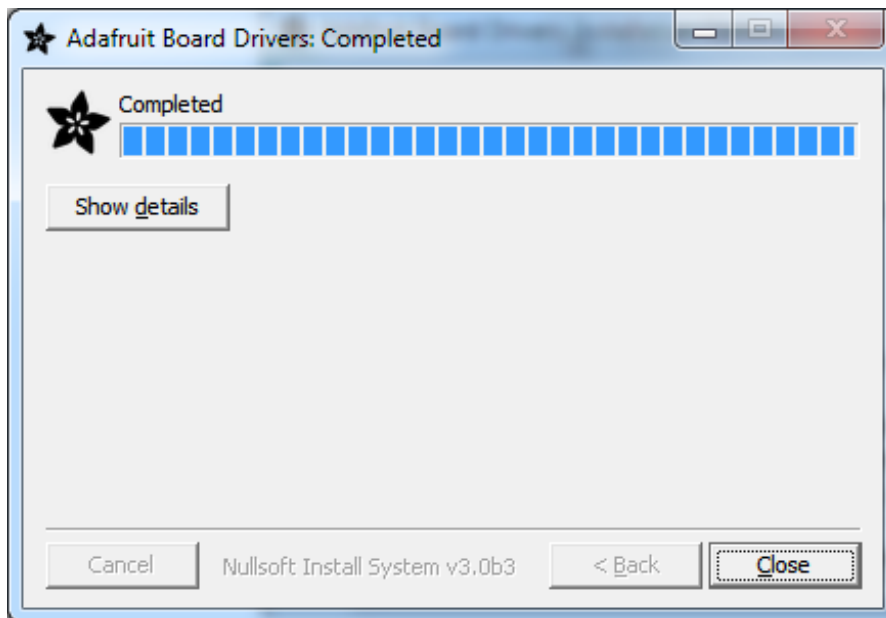 Adafruit Board Drivers: Completed
Completed
Show details
Cancel
Nullsoft Install System v3.0b3
< Back
Close